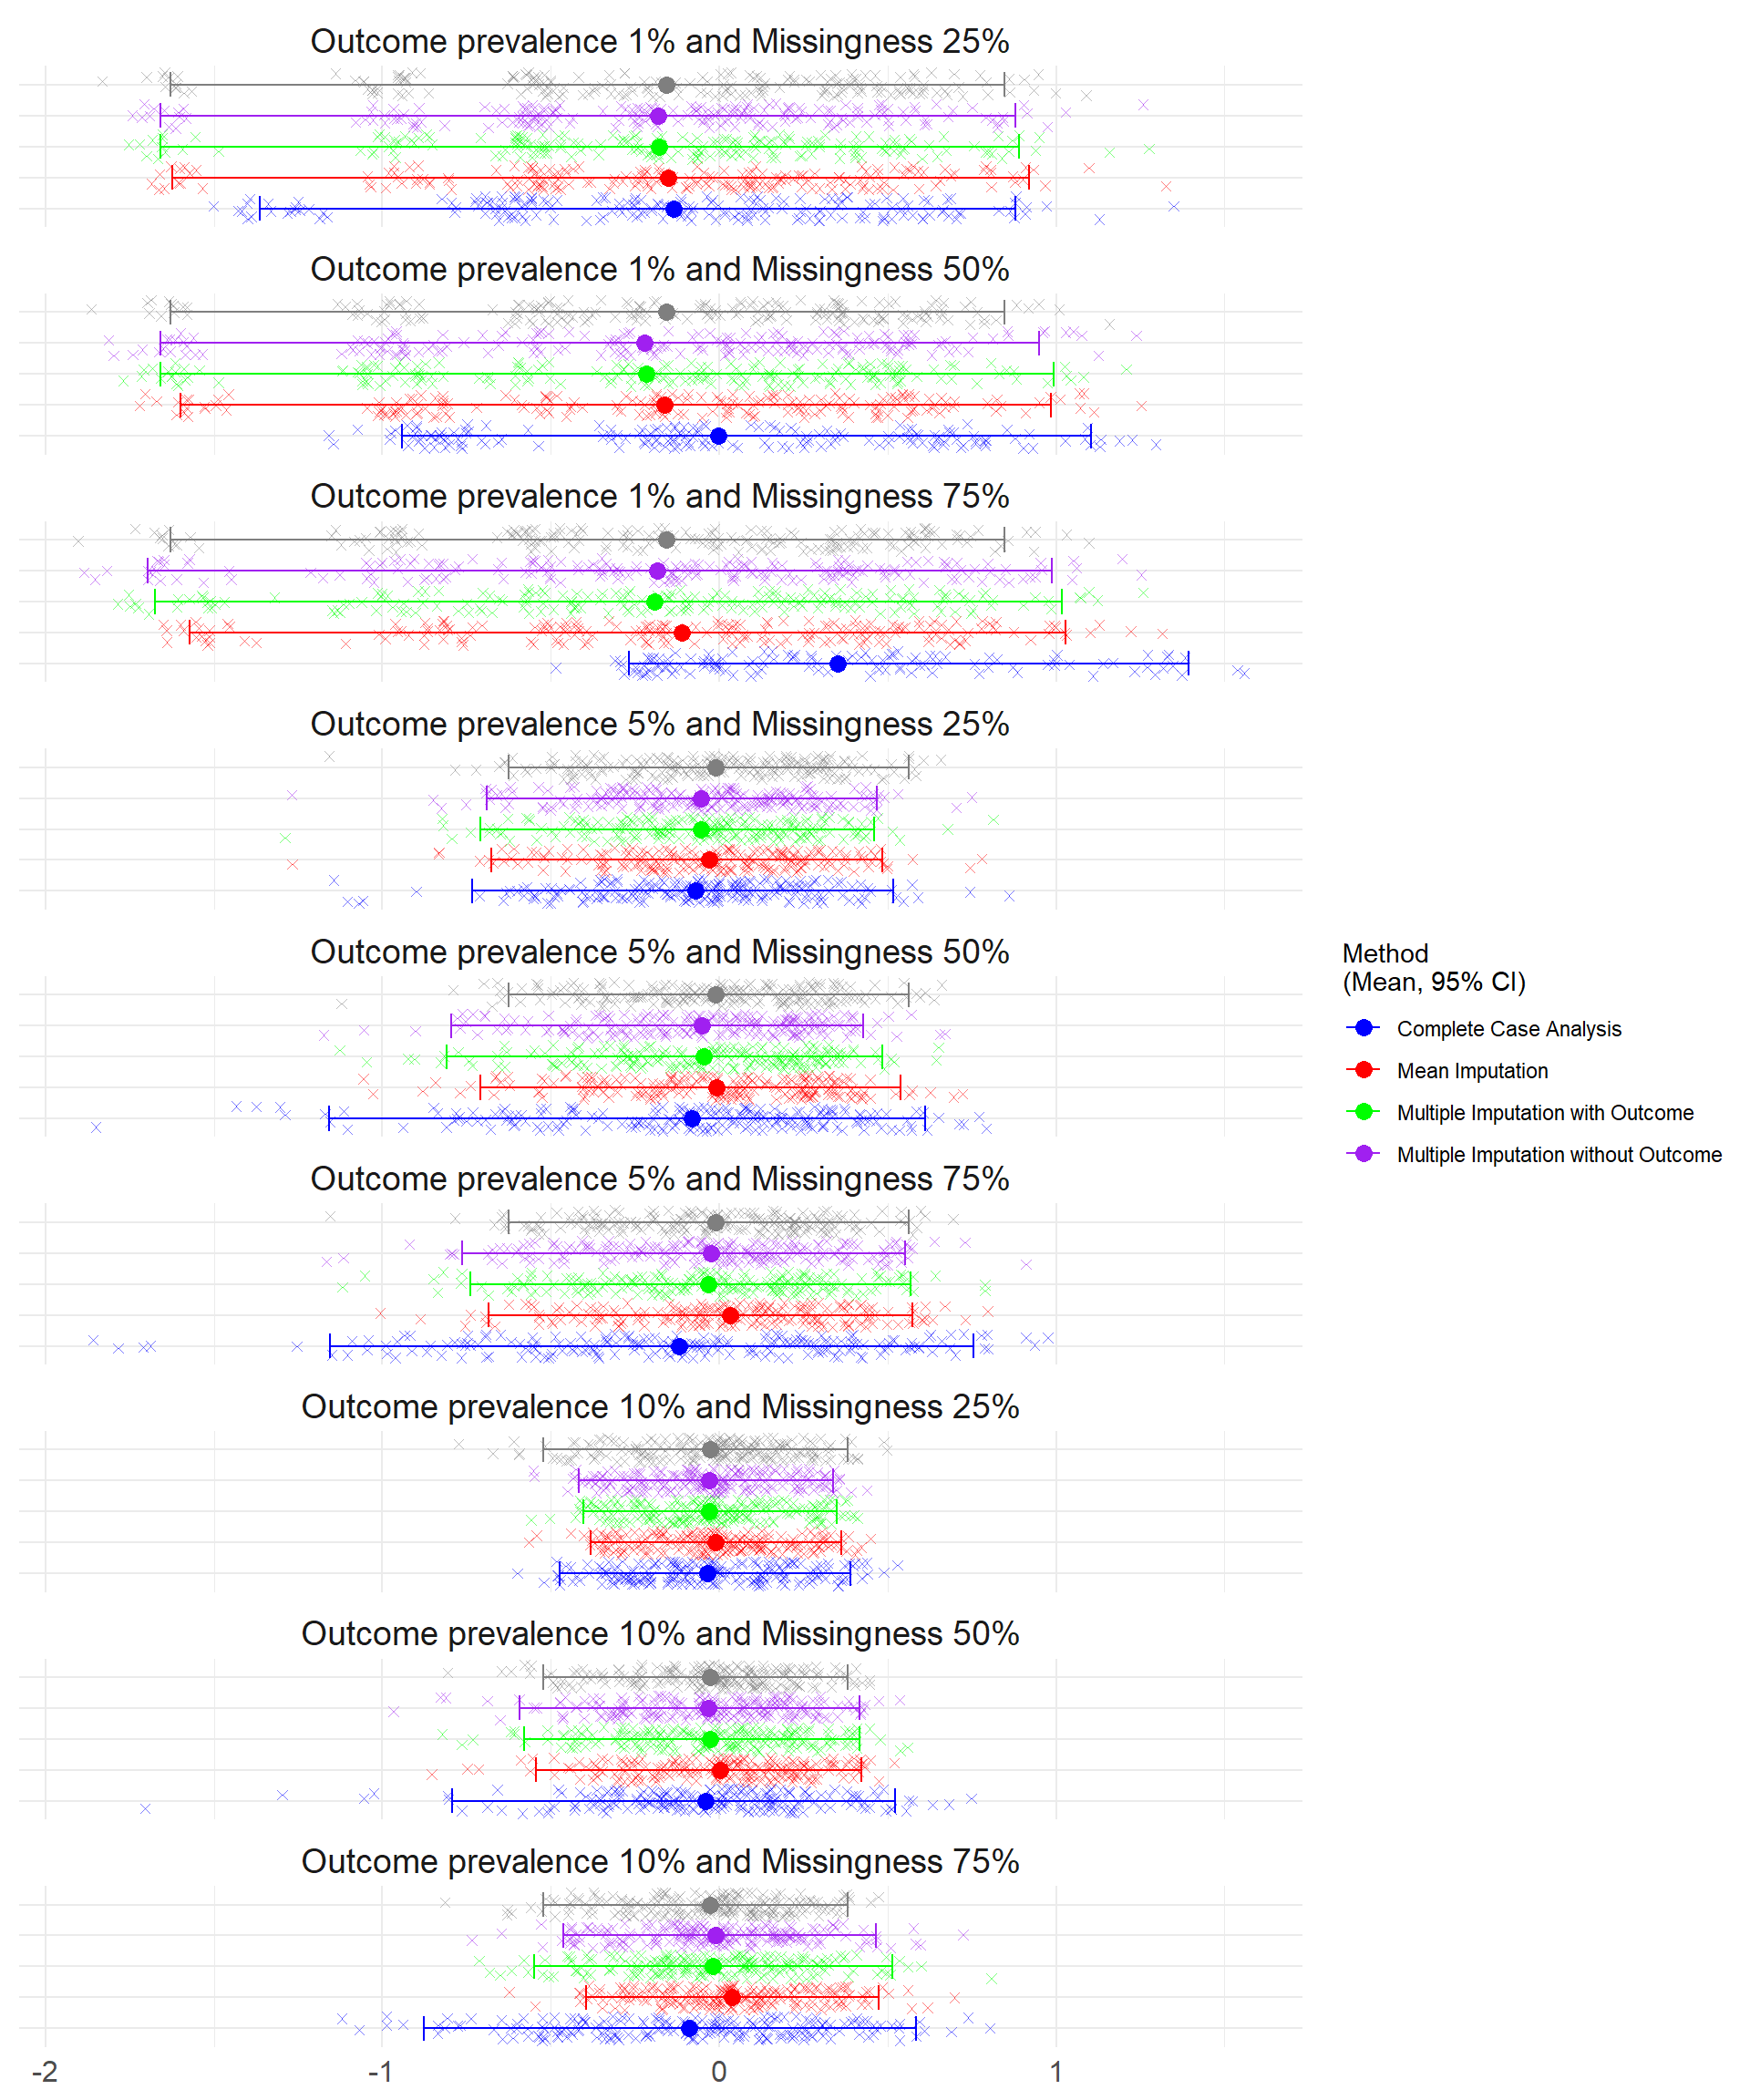 Outcome prevalence 1% and Missingness 25%
Outcome prevalence 1% and Missingness 50%
Outcome prevalence 1% and Missingness 75%
Outcome prevalence 5% and Missingness 25%
Outcome prevalence 5% and Missingness 50%
Method
(Mean, 95% CI)
Complete Case Analysis
Mean Imputation
Multiple Imputation with Outcome
Multiple Imputation without Outcome
Outcome prevalence 5% and Missingness 75%
Outcome prevalence 10% and Missingness 25%
Outcome prevalence 10% and Missingness 50%
Outcome prevalence 10% and Missingness 75%
-2 -1 0 1